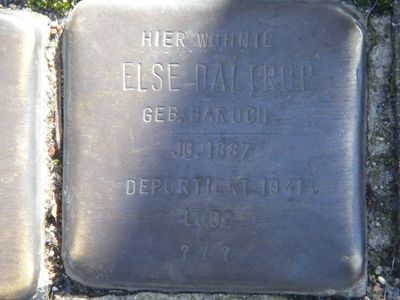 HIER WOHNTE
ELSE DALTROP
GEB. BARUCH
JG. 1887
DEPORTIERT 1941
LODZ
? ? ?